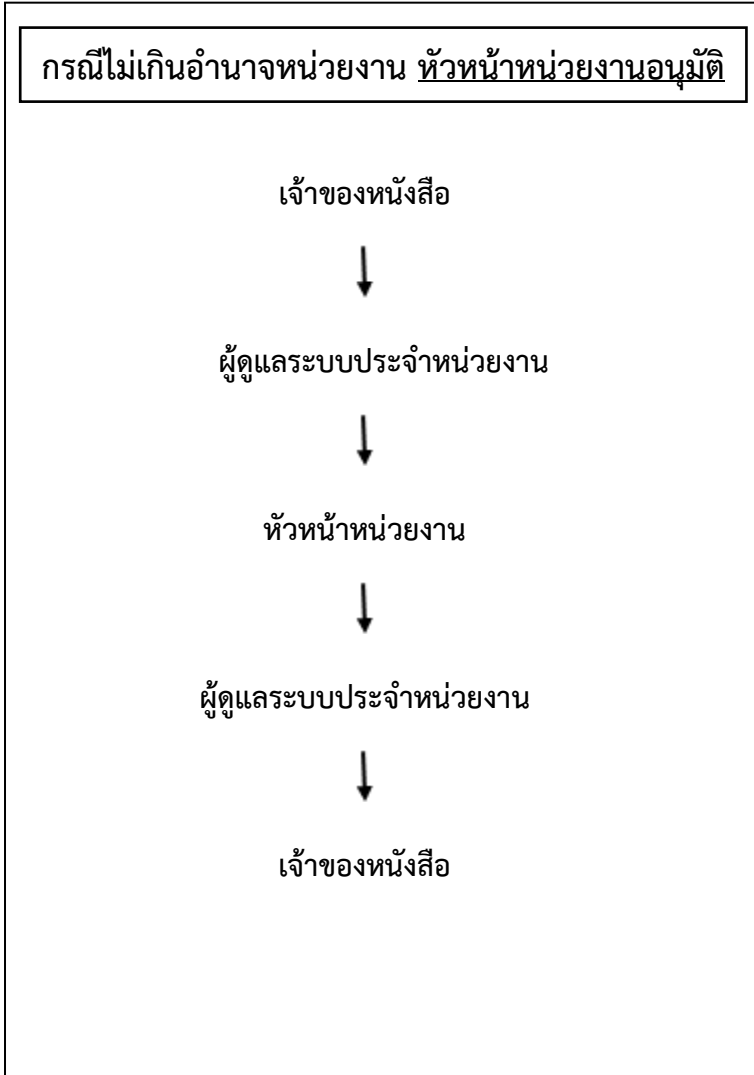 กรณีไม่เกินอำนาจหน่วยงาน หัวหน้าหน่วยงานอนุมัติ
เจ้าของหนังสือ
ผู้ดูแลระบบประจำหน่วยงาน
หัวหน้าหน่วยงาน
ผู้ดูแลระบบประจำหน่วยงาน
เจ้าของหนังสือ